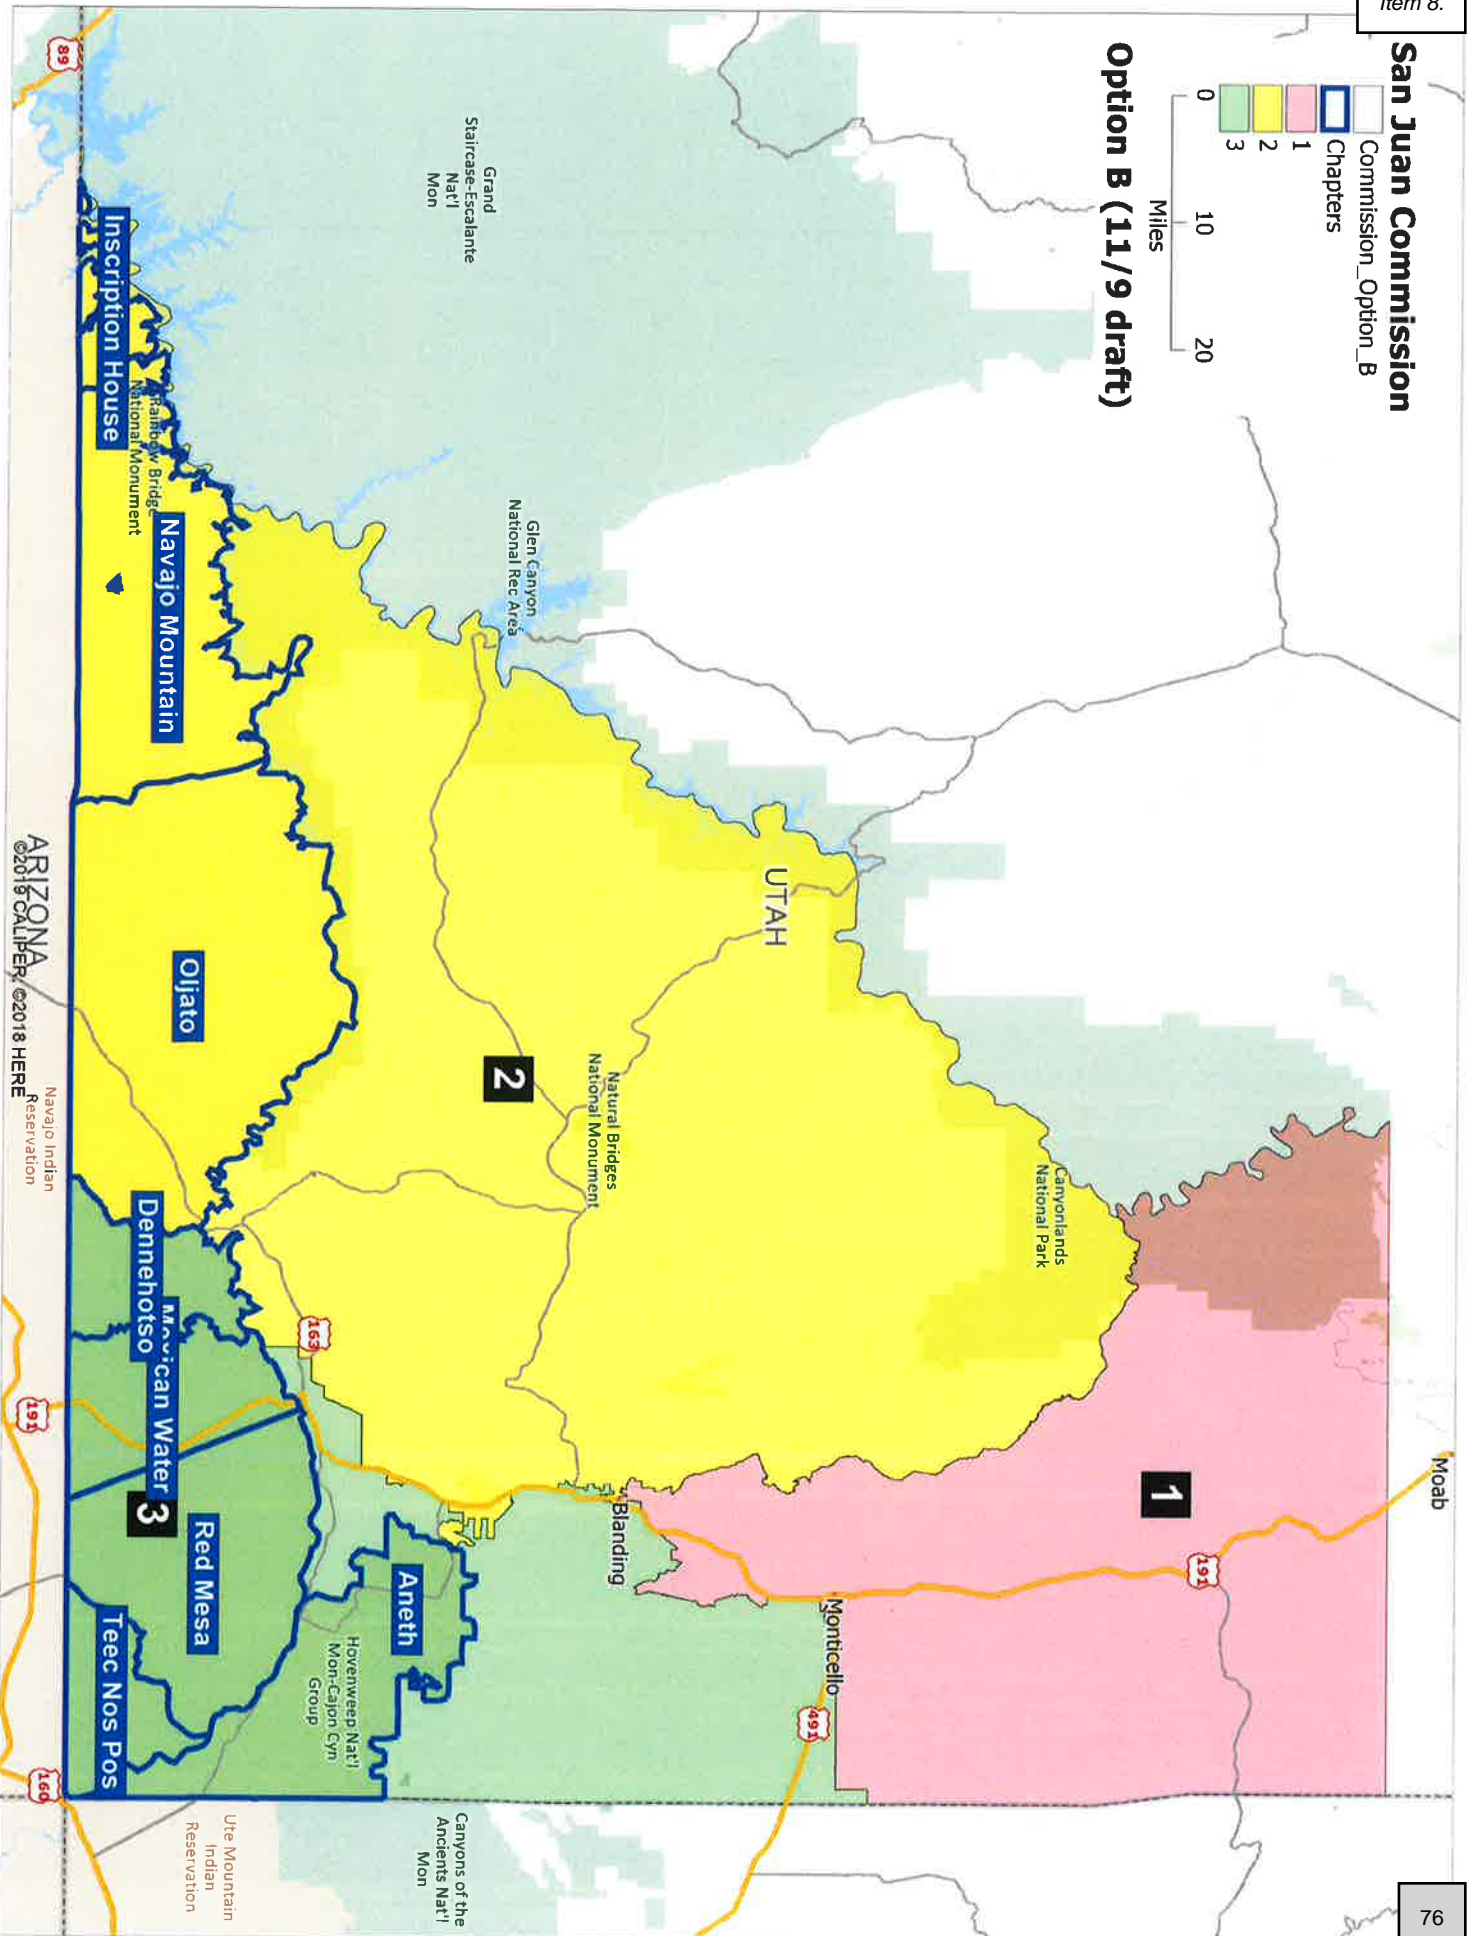 Item 8.
San Juan Commission
Commission_Option_B
Chapters
1
2
3
0
10
20
Miles
Option B (11/9 draft)
Moab
1
191
Monticello
491
Blanding
Canyonlands
National Park
UTAH
Natural Bridges
National Monument
2
Glen Canyon
National Rec Area
Grand
Staircase-Escalante
Nat'l
Mon
Canyons of the
Ancients Nat'l
Mon
Aneth
Hovenweep Nat'l
Mon-Cajon Cyn
Group
163
Ute Mountain
Indian
Reservation
Red Mesa
Oljato
Navajo Mountain
Rainbow Bridge
National Monument
Mexican Water
3
Dennehotso
Inscription House
Teec Nos Pos
89
191
160
Navajo Indian
Reservation
ARIZONA
©2019 CALIPER; ©2018 HERE
76